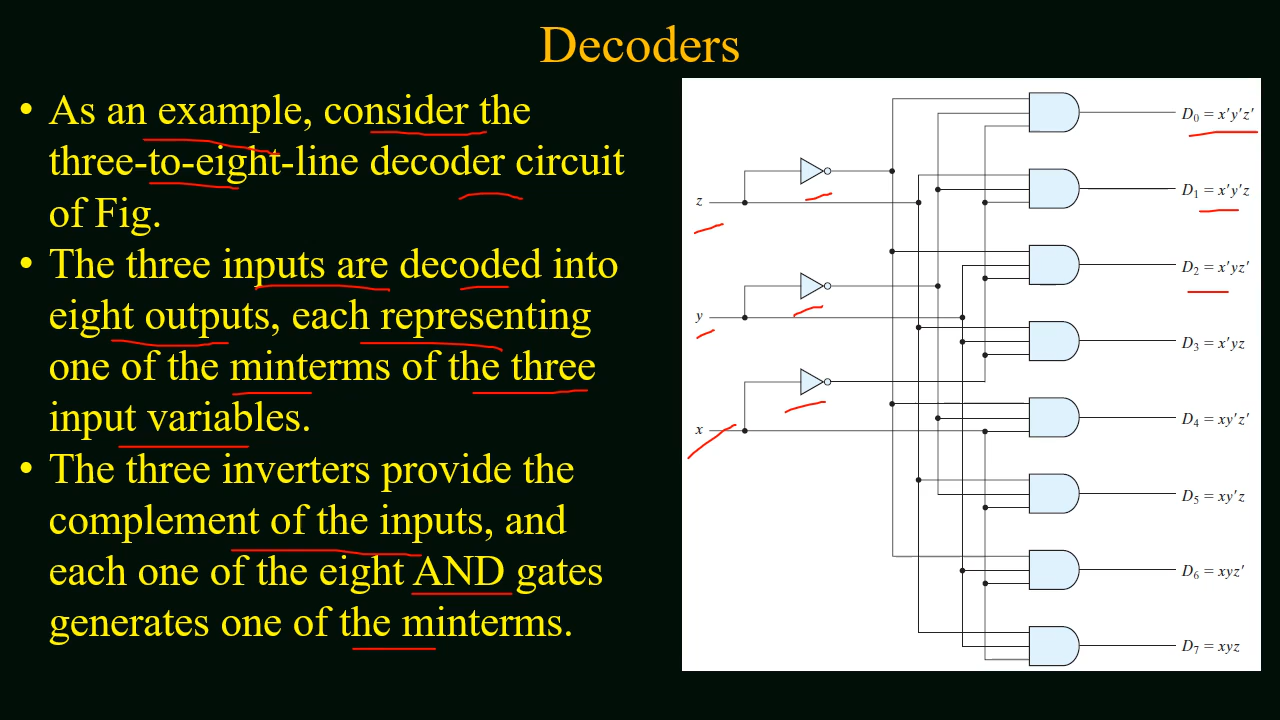 Decoders
• As an example, consider the
three-to-eight-line decoder circuit
of Fig.
• The three inputs are decoded into
eight outputs, each representing
one of the minterms of the three
input variables.
• The three inverters provide the
complement of the inputs, and
each one of the eight AND gates
generates one of the minterms.
z
y
x
D₀ = x′y′z′
D₁ = x′y′z
D₂ = x′yz′
D₃ = x′yz
D₄ = xy′z′
D₅ = xy′z
D₆ = xyz′
D₇ = xyz